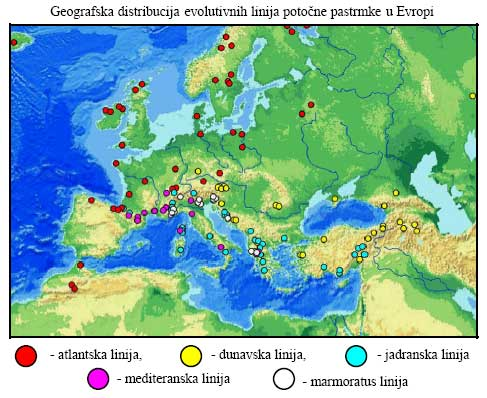 Geografska distribucija evolutivnih linija potočne pastrmke u Evropi
- atlantska linija, - dunavska linija, - jadranska linija
- mediteranska linija - marmoratus linija